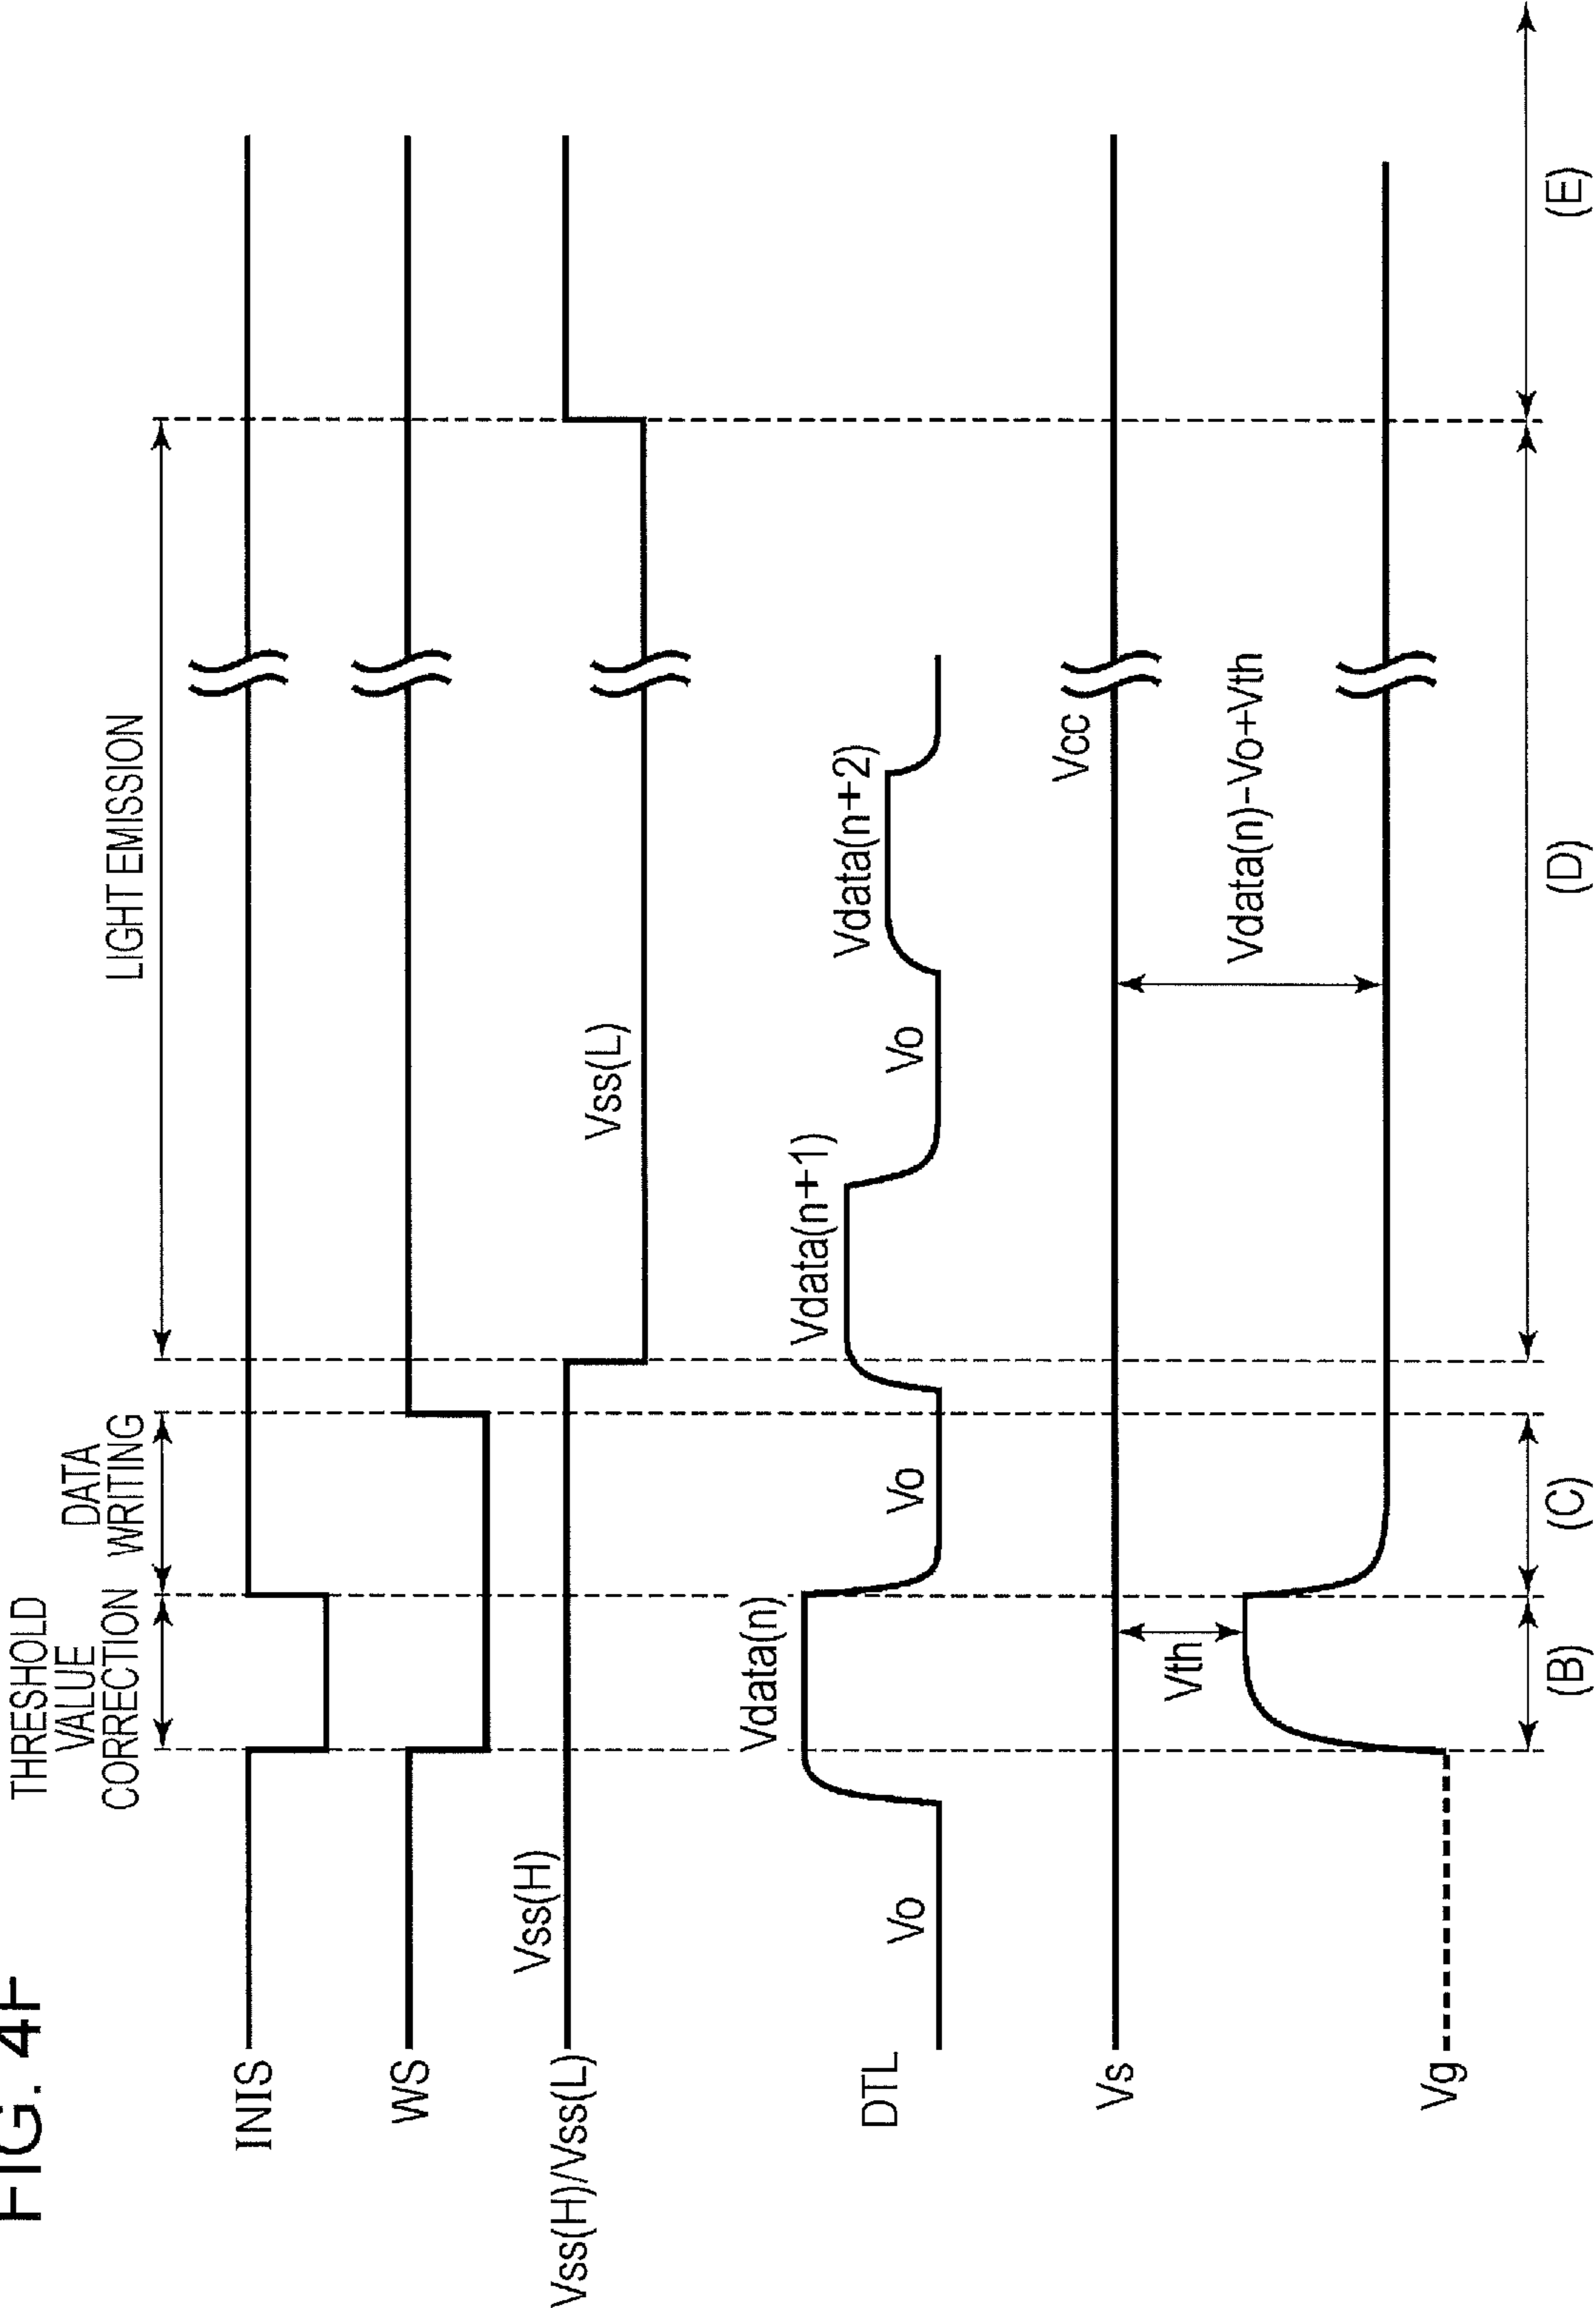 FIG. 4F
THRESHOLD
VALUE
CORRECTION
DATA
WRITING
LIGHT EMISSION
INIS
WS
Vss(H)/Vss(L)
Vss(H)
Vss(L)
DTL
Vo
Vdata(n)
Vo
Vdata(n+1)
Vo
Vdata(n+2)
Vs
Vcc
Vth
Vdata(n)-Vo+Vth
Vg
(B)
(C)
(D)
(E)